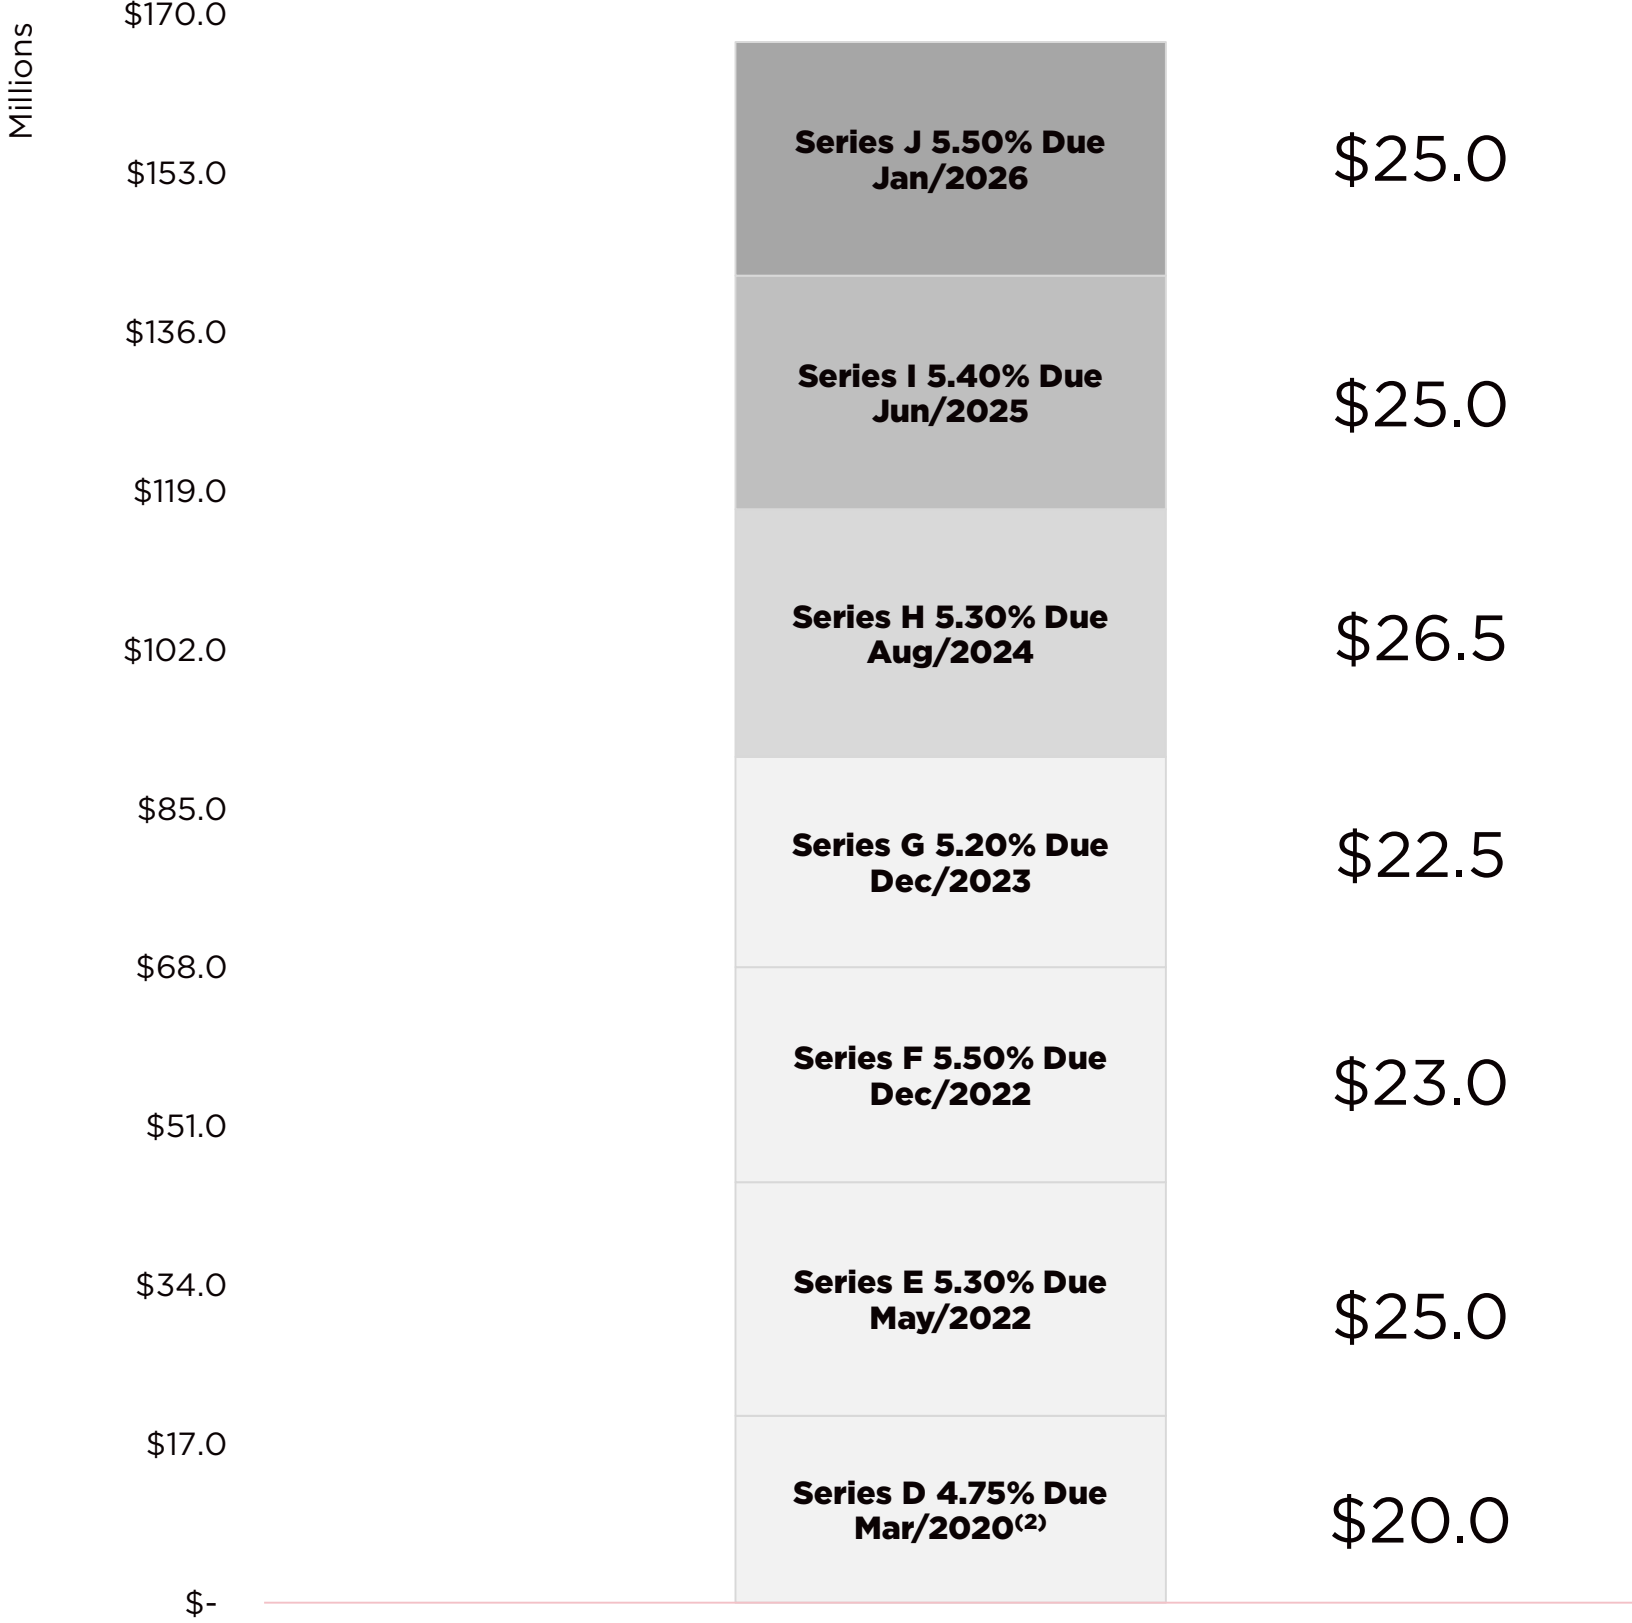 Millions
$170.0
$153.0
$136.0
$119.0
$102.0
$85.0
$68.0
$51.0
$34.0
$17.0
$-
Series J 5.50% Due
Jan/2026
$25.0
Series I 5.40% Due
Jun/2025
$25.0
Series H 5.30% Due
Aug/2024
$26.5
Series G 5.20% Due
Dec/2023
$22.5
Series F 5.50% Due
Dec/2022
$23.0
Series E 5.30% Due
May/2022
$25.0
Series D 4.75% Due
Mar/2020(2)
$20.0